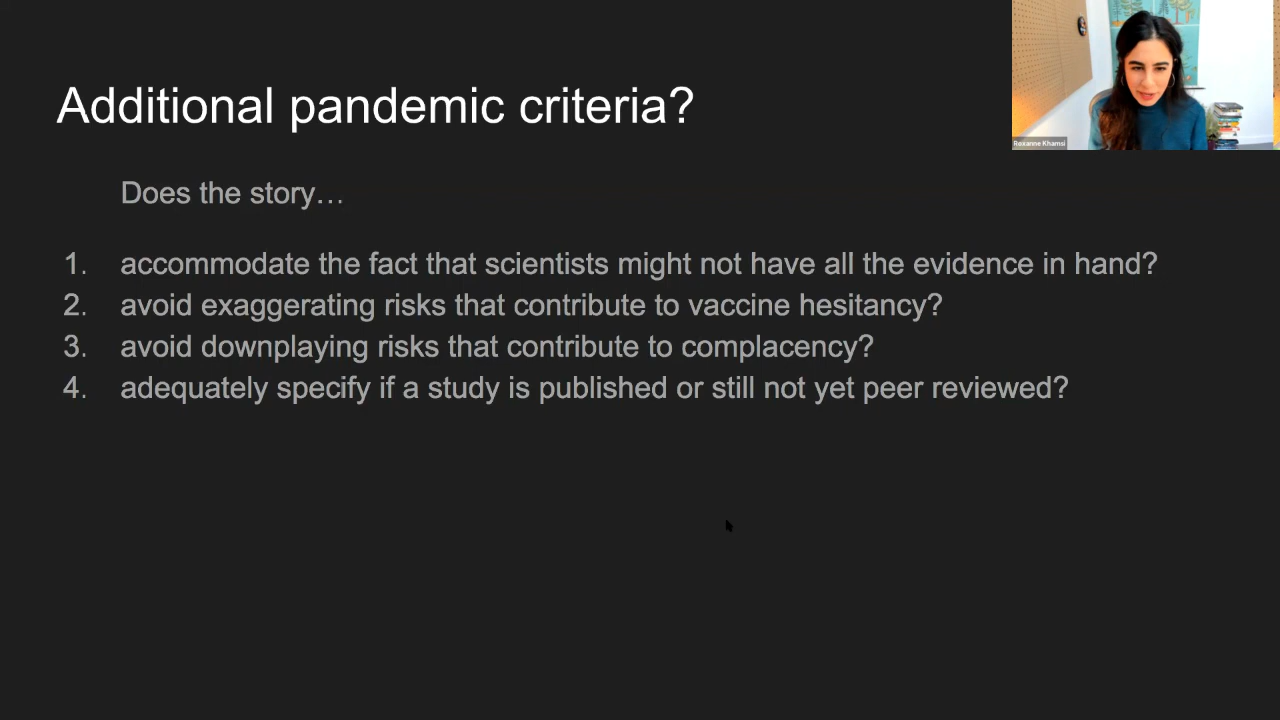 Additional pandemic criteria?
Roxanne Khamsi
Does the story…
1. accommodate the fact that scientists might not have all the evidence in hand?
2. avoid exaggerating risks that contribute to vaccine hesitancy?
3. avoid downplaying risks that contribute to complacency?
4. adequately specify if a study is published or still not yet peer reviewed?